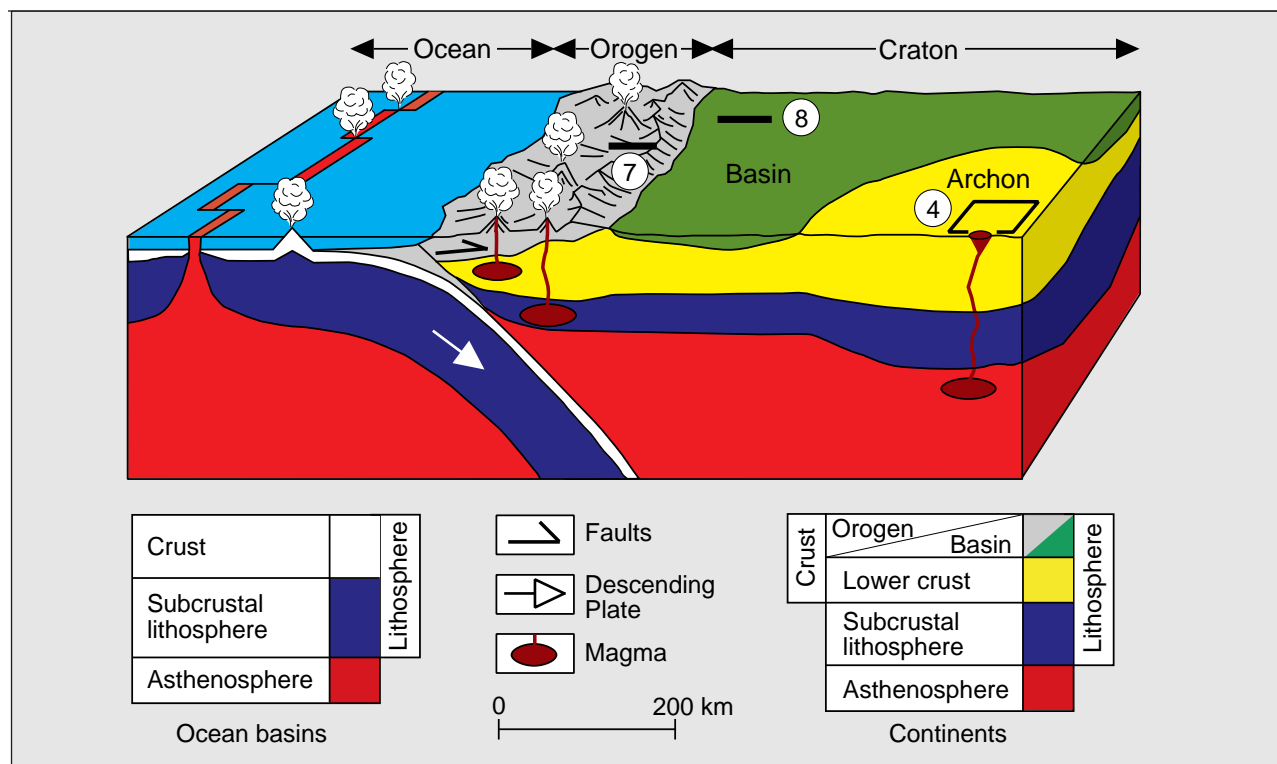 Ocean Orogen Craton
8
7
Basin
Archon
4
Crust
Subcrustal
lithosphere
Asthenosphere
Lithosphere
Ocean basins
Faults
Descending
Plate
Magma
0 200 km
Crust
Orogen
Basin
Lower crust
Subcrustal
lithosphere
Asthenosphere
Lithosphere
Continents